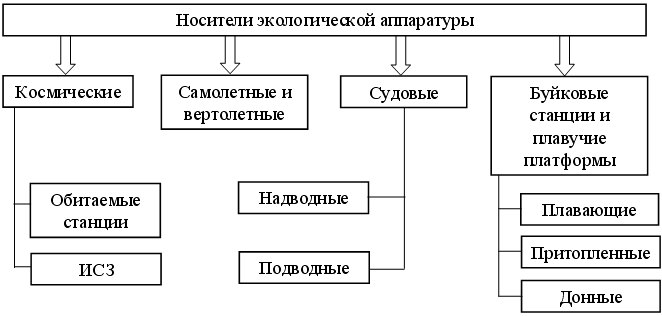 Носители экологической аппаратуры
Космические
Самолетные и
вертолетные
Судовые
Буйковые
станции и
плавучие
платформы
Обитаемые
станции
ИСЗ
Надводные
Подводные
Плавающие
Притопленные
Донные